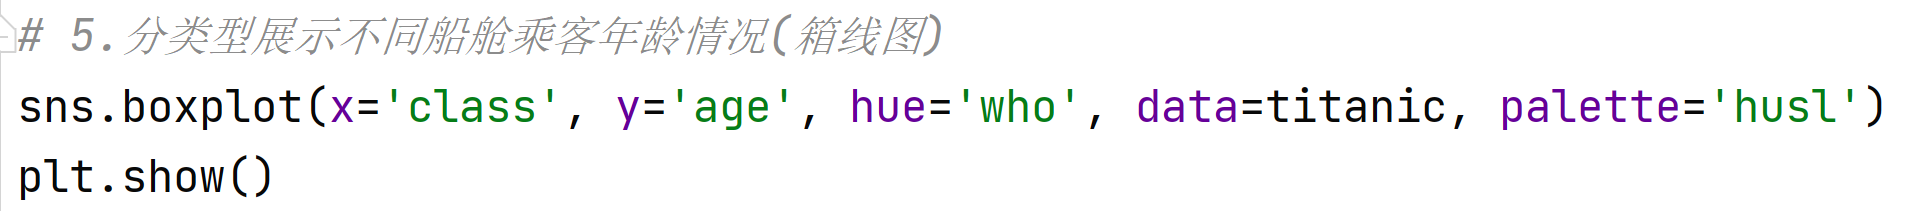 # 5.分类型展示不同船舱乘客年龄情况(箱线图)
sns.boxplot(x='class', y='age', hue='who', data=titanic, palette='husl')
plt.show()